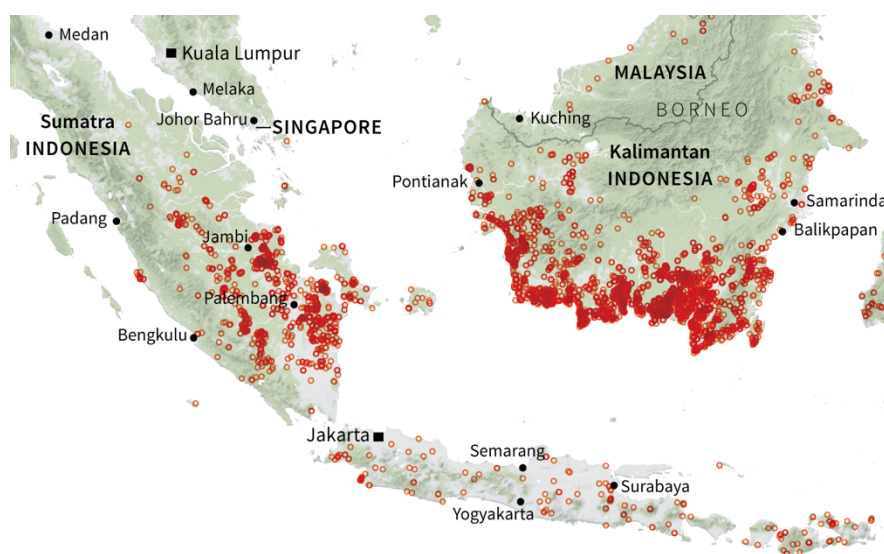 Medan
Kuala Lumpur
MALAYSIA
Melaka
BORNEO
Sumatra
Johor Bahru
SINGAPORE
Kuching
INDONESIA
Kalimantan
INDONESIA
Pontianak
Samarinda
Padang
Balikpapan
Jambi
Palembang
Bengkulu
Jakarta
Semarang
Surabaya
Yogyakarta